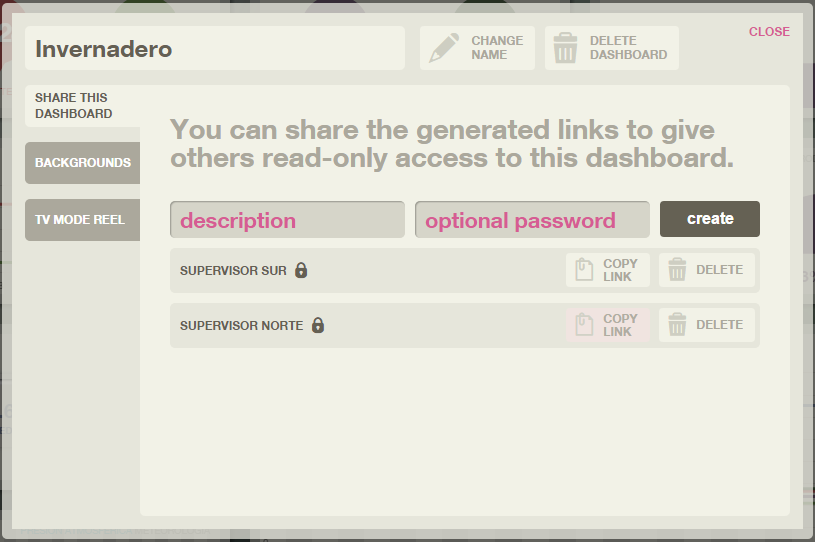 Invernadero
CHANGE
NAME
DELETE
DASHBOARD
CLOSE
SHARE THIS
DASHBOARD
BACKGROUNDS
TV MODE REEL
You can share the generated links to give
others read-only access to this dashboard.
description
optional password
create
SUPERVISOR SUR
COPY
LINK
DELETE
SUPERVISOR NORTE
COPY
LINK
DELETE